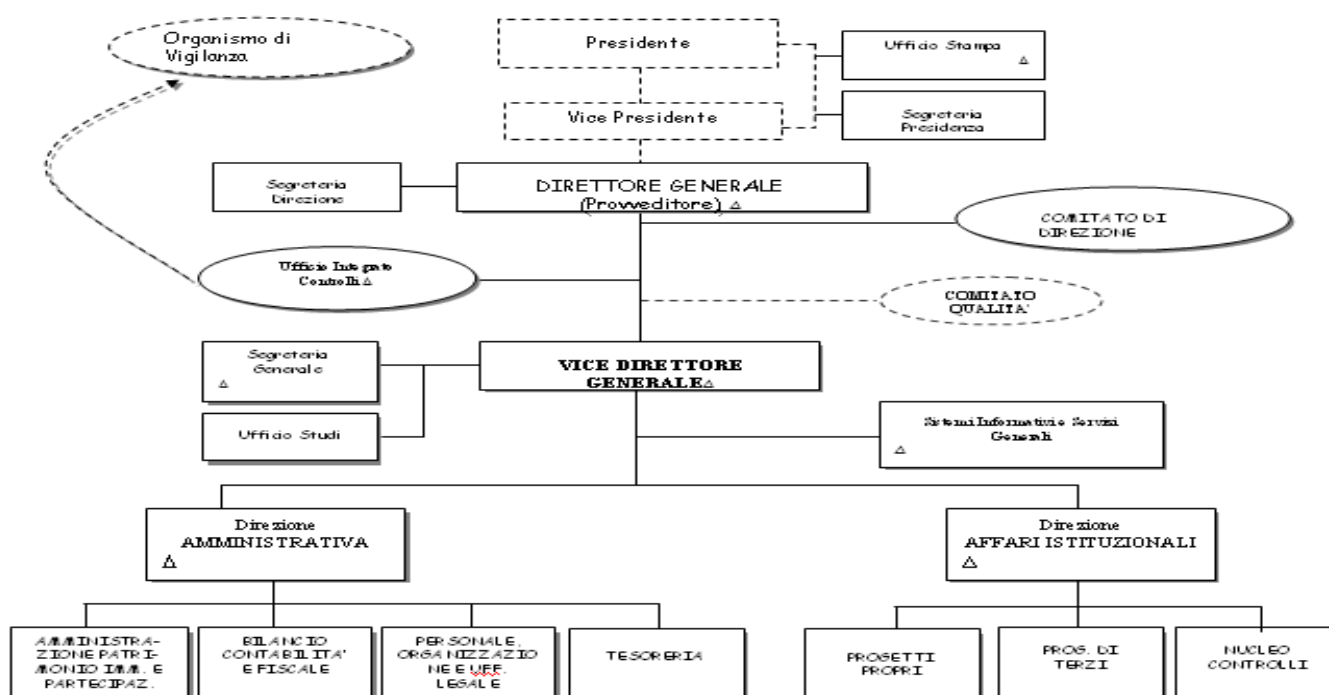 Organismo di
Vigilanza
Presidente
Ufficio Stampa
Δ
Vice Presidente
Segreteria
Presidenza
Segreteria
Direzione
DIRETTORE GENERALE
(Provveditore) Δ
COMITATO DI
DIREZIONE
Ufficio Integrato
Controlli Δ
COMITATO
QUALITA'
Segreteria
Generale
Δ
VICE DIRETTORE
GENERALE Δ
Ufficio Studi
Sistemi Informativi e Servizi
Generali
Δ
Direzione
AMMINISTRATIVA
Δ
Direzione
AFFARI ISTITUZIONALI
Δ
AMMINISTRA-
ZIONE PATRI-
MONIO IMM. E
PARTECIPAZ.
BILANCIO
CONTABILITA'
E FISCALE
PERSONALE,
ORGANIZZAZIO
NE E UFF.
LEGALE
TESORERIA
PROGETTI
PROPRI
PROG. DI
TERZI
NUCLEO
CONTROLLI